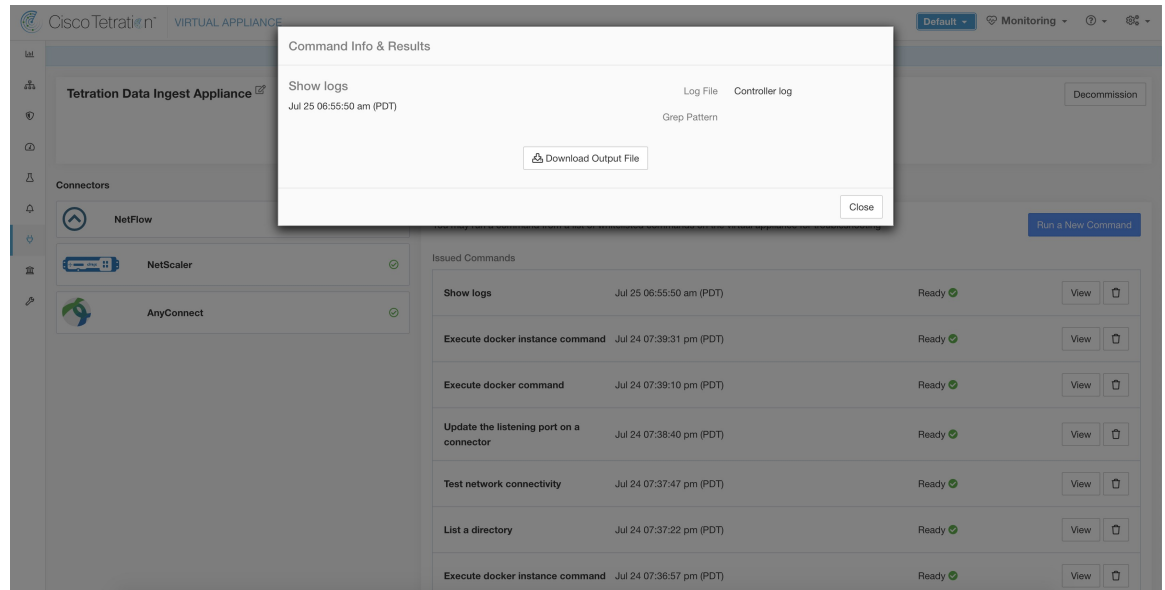 Cisco Tetration™ VIRTUAL APPLIANCE
Default
Monitoring
Command Info & Results
Show logs
Jul 25 06:55:50 am (PDT)
Log File Controller log
Grep Pattern
Download Output File
Close
Tetration Data Ingest Appliance
Decommission
Connectors
NetFlow
NetScaler
AnyConnect
Run a New Command
Issued Commands
Show logs Jul 25 06:55:50 am (PDT) Ready View
Execute docker instance command Jul 24 07:39:31 pm (PDT) Ready View
Execute docker command Jul 24 07:39:10 pm (PDT) Ready View
Update the listening port on a
connector Jul 24 07:38:40 pm (PDT) Ready View
Test network connectivity Jul 24 07:37:47 pm (PDT) Ready View
List a directory Jul 24 07:37:22 pm (PDT) Ready View
Execute docker instance command Jul 24 07:36:57 pm (PDT) Ready View